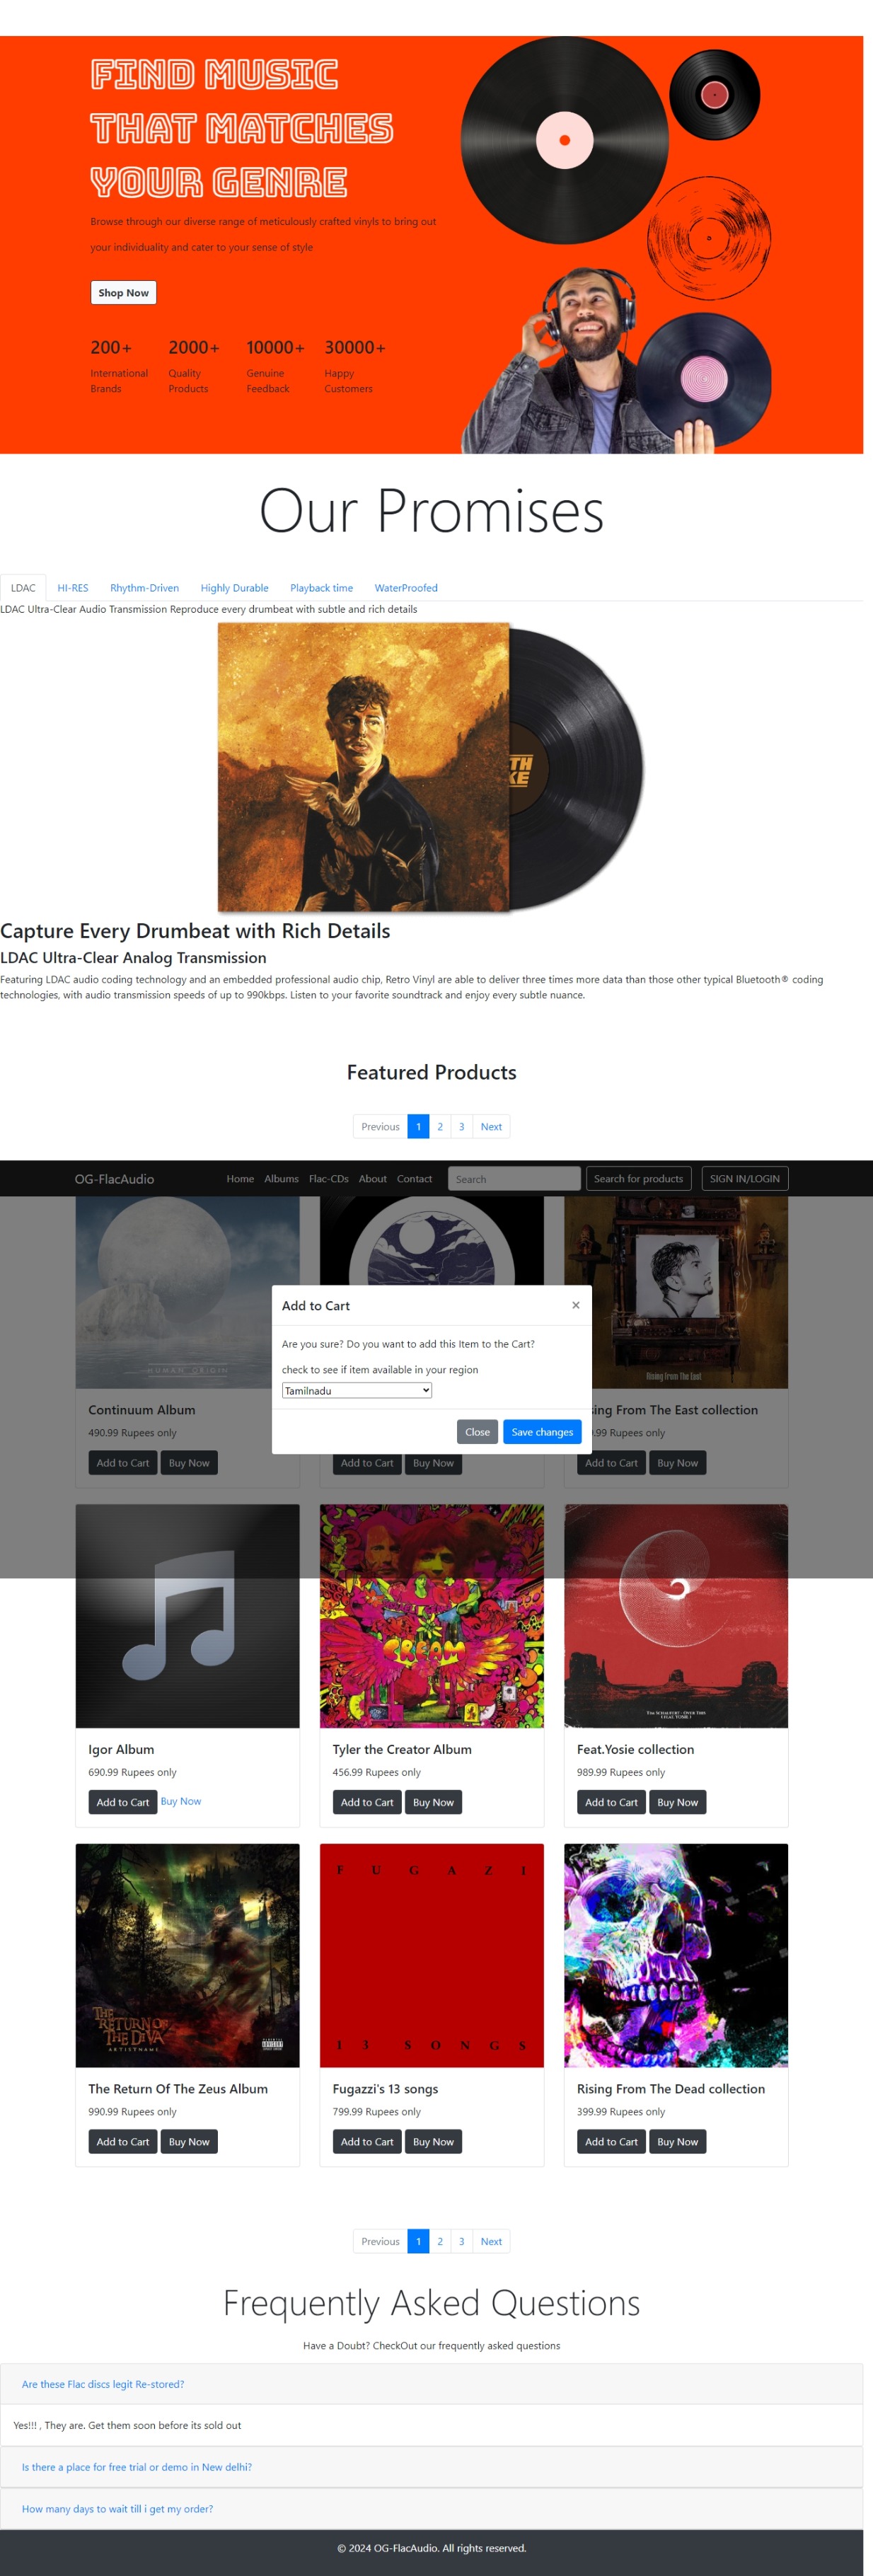 FIND MUSIC
THAT MATCHES
YOUR GENRE
Browse through our diverse range of meticulously crafted vinyls to bring out
your individuality and cater to your sense of style
Shop Now
200+ 2000+ 10000+ 30000+
International Quality Genuine Happy
Brands Products Feedback Customers
Our Promises
LDAC HI-RES Rhythm-Driven Highly Durable Playback time WaterProofed
LDAC Ultra-Clear Audio Transmission Reproduce every drumbeat with subtle and rich details
TH
KE
Capture Every Drumbeat with Rich Details
LDAC Ultra-Clear Analog Transmission
Featuring LDAC audio coding technology and an embedded professional audio chip, Retro Vinyl are able to deliver three times more data than those other typical Bluetooth® coding
technologies, with audio transmission speeds of up to 990kbps. Listen to your favorite soundtrack and enjoy every subtle nuance.
Featured Products
Previous 1 2 3 Next
OG-FlacAudio Home Albums Flac-CDs About Contact Search Search for products SIGN IN/LOGIN
HUMAN ORIGIN
Rising From The East
Add to Cart ×
Are you sure? Do you want to add this Item to the Cart?
check to see if item available in your region
Tamilnadu
Close Save changes
Continuum Album sing From The East collection
490.99 Rupees only .99 Rupees only
Add to Cart Buy Now Add to Cart Buy Now Add to Cart Buy Now
CREAM
Igor Album Tyler the Creator Album Feat.Yosie collection
690.99 Rupees only 456.99 Rupees only 989.99 Rupees only
Add to Cart Buy Now Add to Cart Buy Now Add to Cart Buy Now
THE
RETURN OF
THE DIVA
ARTISTNAME
F U G A Z I
1 3 S O N G S
The Return Of The Zeus Album Fugazzi's 13 songs Rising From The Dead collection
990.99 Rupees only 799.99 Rupees only 399.99 Rupees only
Add to Cart Buy Now Add to Cart Buy Now Add to Cart Buy Now
Previous 1 2 3 Next
Frequently Asked Questions
Have a Doubt? CheckOut our frequently asked questions
Are these Flac discs legit Re-stored?
Yes!!! , They are. Get them soon before its sold out
Is there a place for free trial or demo in New delhi?
How many days to wait till i get my order?
© 2024 OG-FlacAudio. All rights reserved.